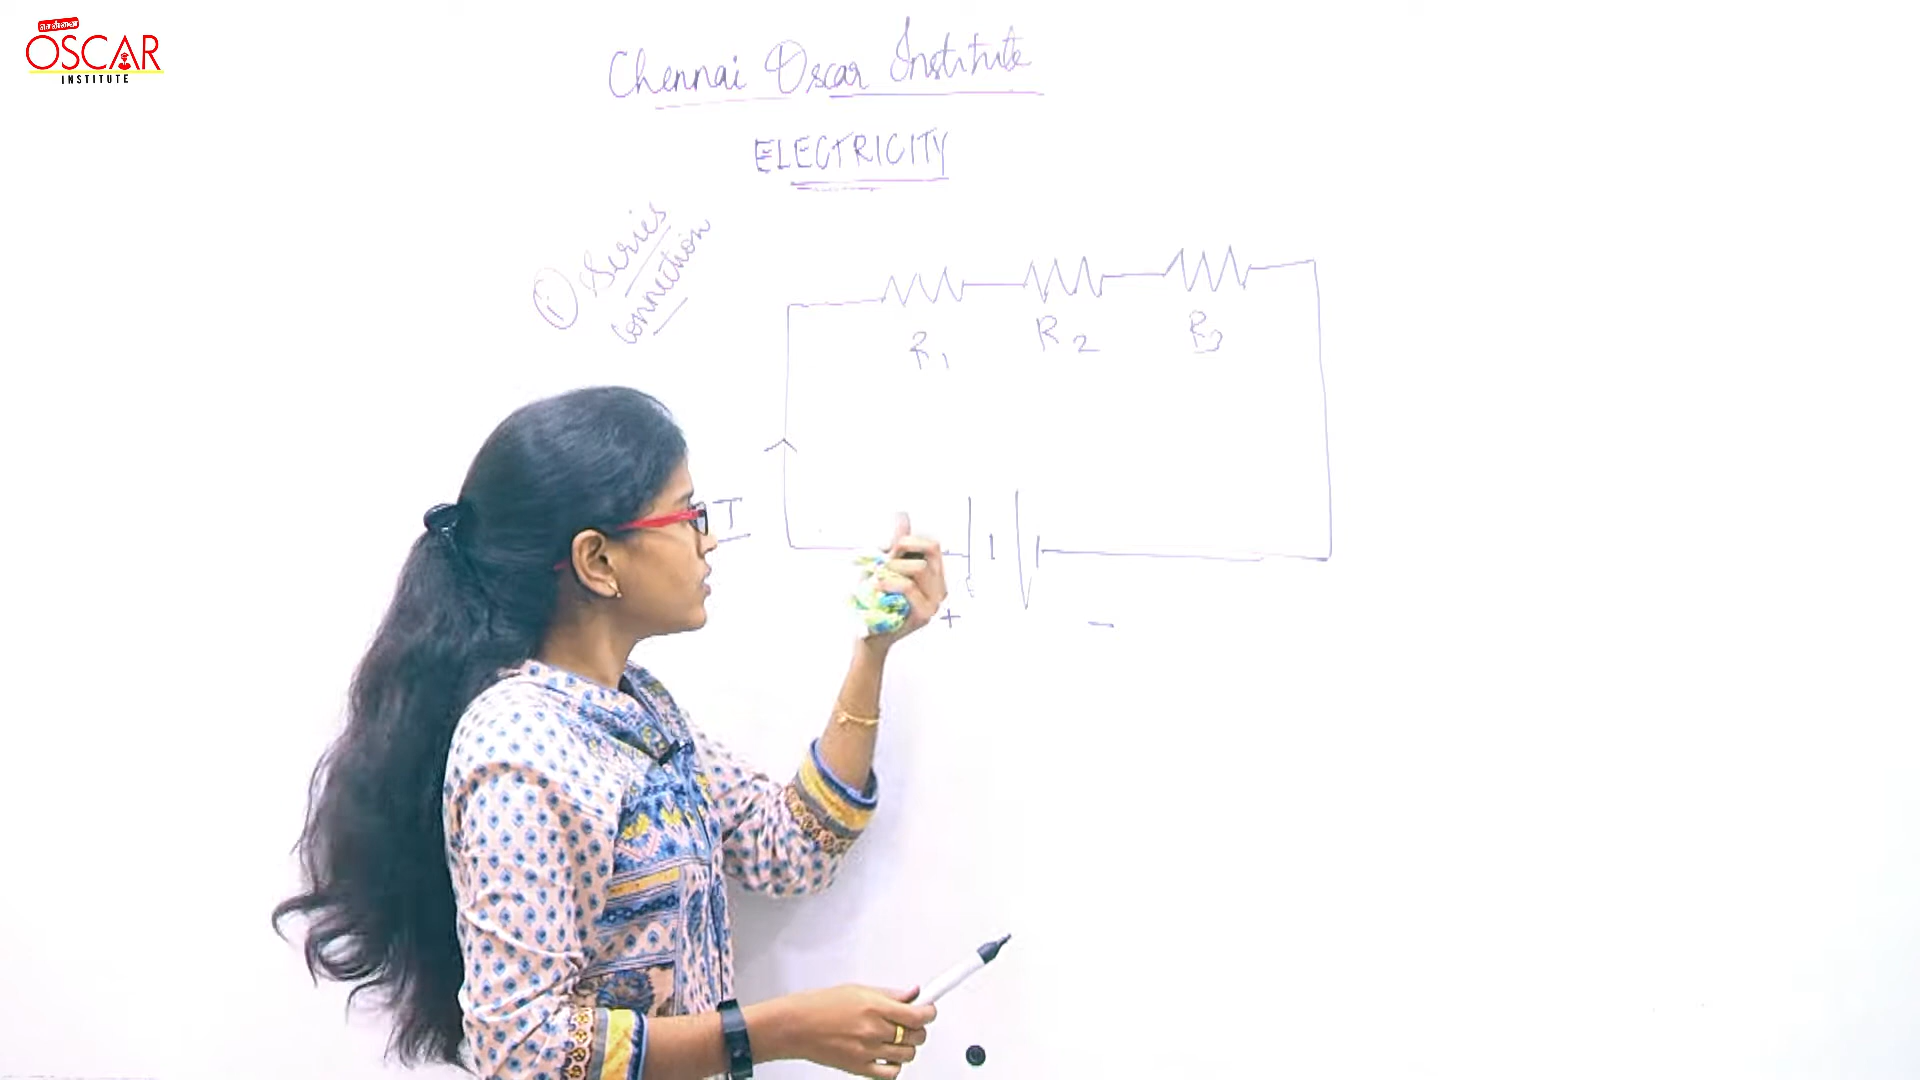 OSCAR
INSTITUTE
Chennai Oscar Institute
ELECTRICITY
① Series
connection
R1 R2 R3
I
+ -